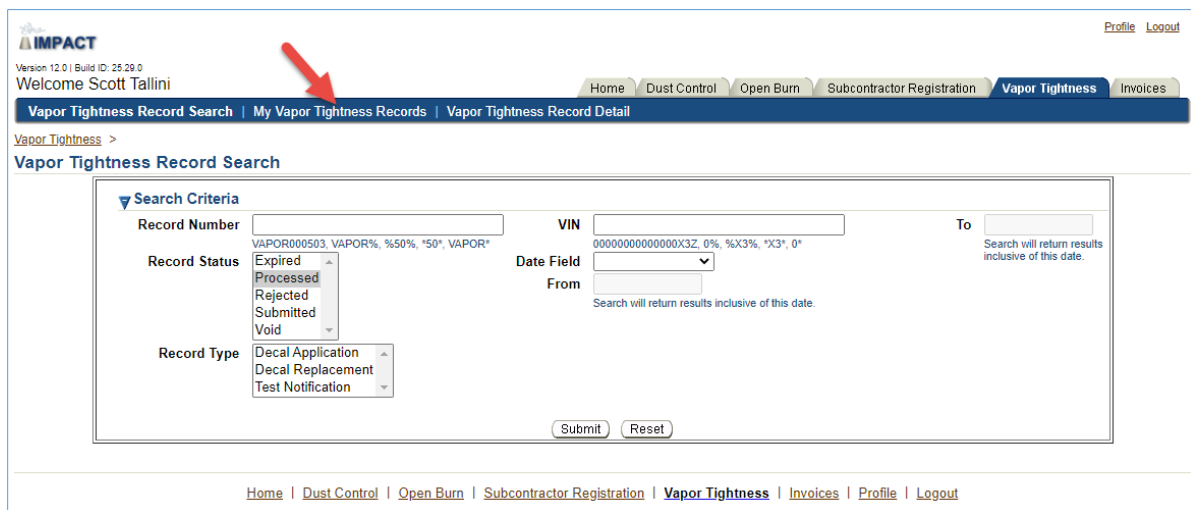 Profile Logout
IMPACT
Version 12.0 | Build ID: 25.29.0
Welcome Scott Tallini
Home Dust Control Open Burn Subcontractor Registration Vapor Tightness Invoices
Vapor Tightness Record Search | My Vapor Tightness Records | Vapor Tightness Record Detail
Vapor Tightness >
Vapor Tightness Record Search
Search Criteria
Record Number VIN To
VAPOR000503, VAPOR%, %50%, *50*, VAPOR* 00000000000000X3Z, 0%, %X3%, *X3*, 0* Search will return results
inclusive of this date.
Record Status Expired Date Field
Processed
From
Rejected
Search will return results inclusive of this date.
Submitted
Void
Record Type Decal Application
Decal Replacement
Test Notification
Submit Reset
Home | Dust Control | Open Burn | Subcontractor Registration | Vapor Tightness | Invoices | Profile | Logout